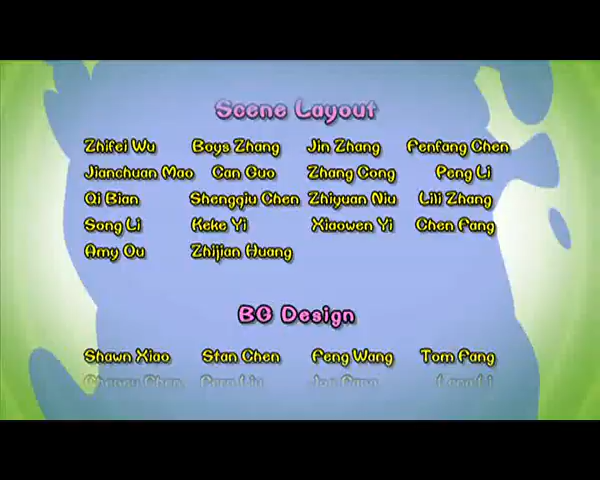 Scene Layout
Zhifei Wu Boys Zhang Jin Zhang Fenfang Chen
Jianchuan Mao Can Guo Zhang Cong Peng Li
Qi Bian Shengqiu Chen Zhiyuan Niu Lili Zhang
Song Li Keke Yi Xiaowen Yi Chen Fang
Amy Ou Zhijian Huang
BG Design
Shawn Xiao Stan Chen Feng Wang Tom Fang
Chen